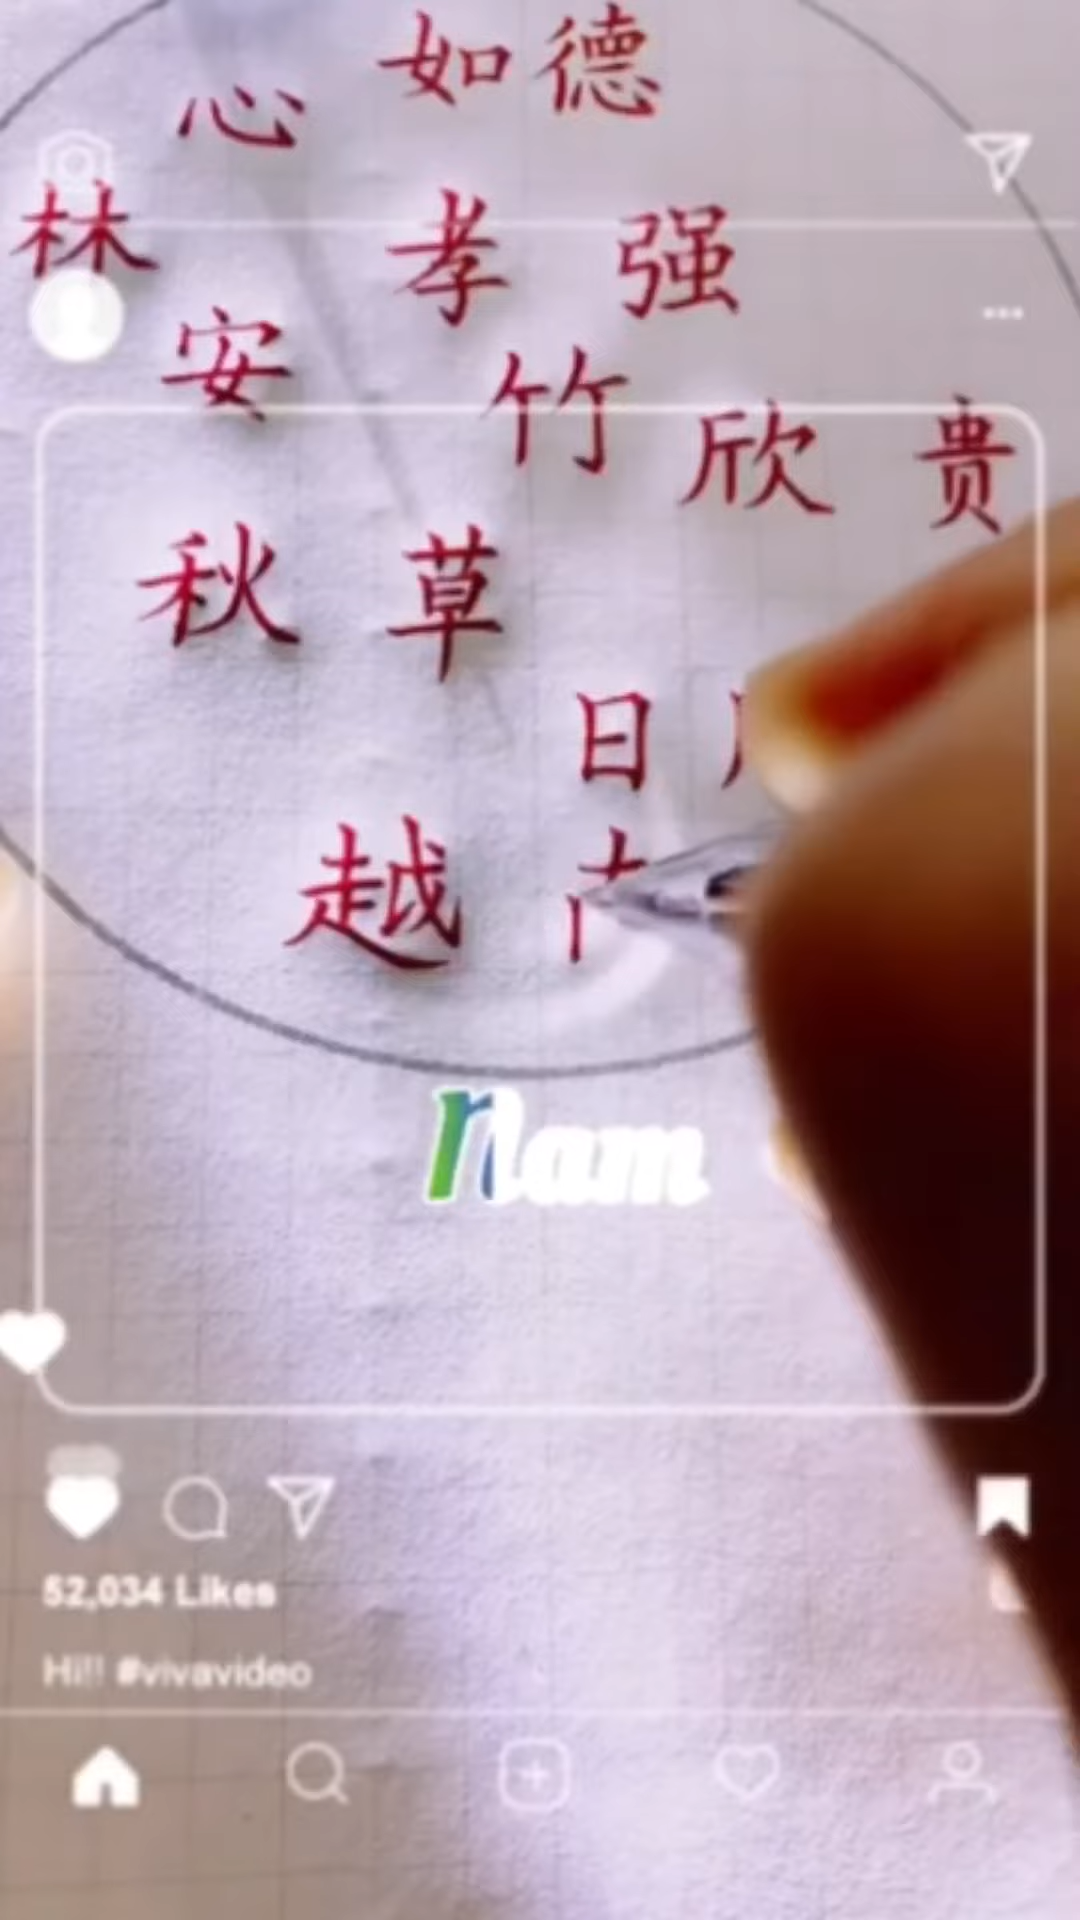 如 德
心
林 孝 强
安 竹 欣 贵
秋 草
日
越
nam
52,034 Likes
Hi!! #vivavideo